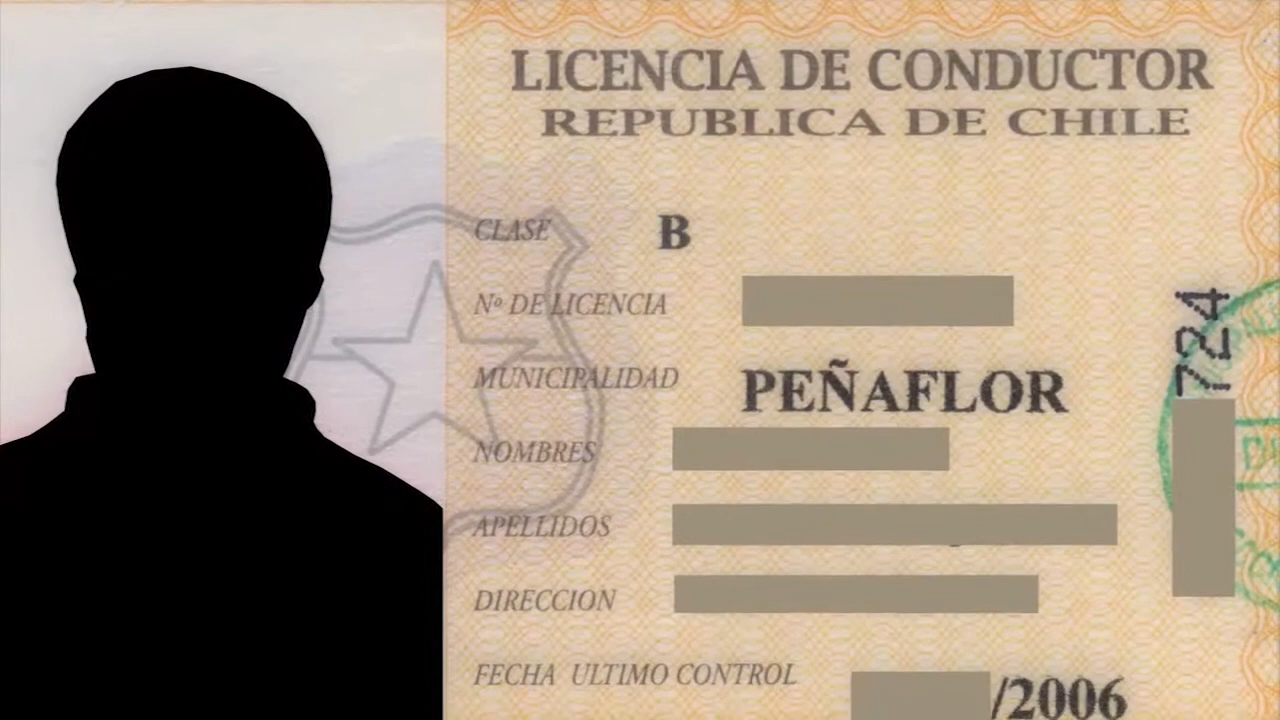 LICENCIA DE CONDUCTOR
REPUBLICA DE CHILE
CLASE B
Nº DE LICENCIA
MUNICIPALIDAD PEÑAFLOR
NOMBRES
APELLIDOS
DIRECCION
FECHA ULTIMO CONTROL /2006
724